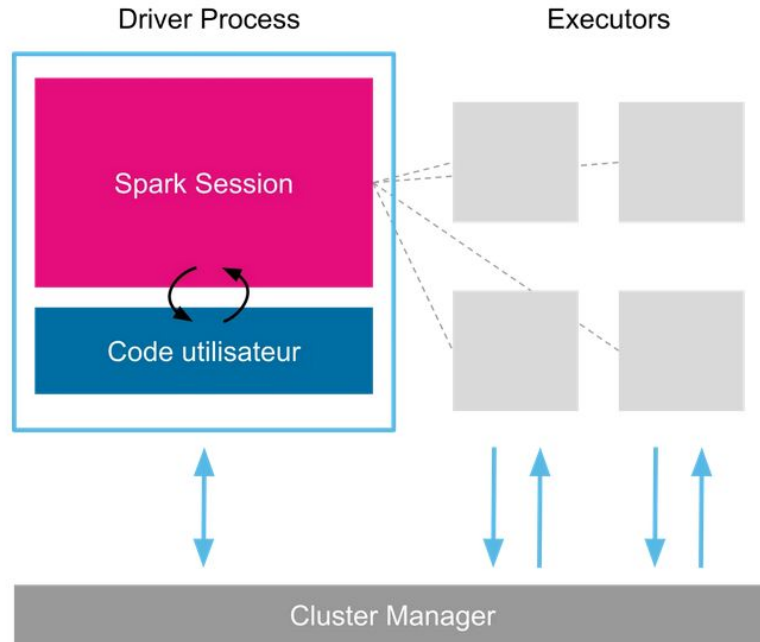 Driver Process
Executors
Spark Session
Code utilisateur
Cluster Manager